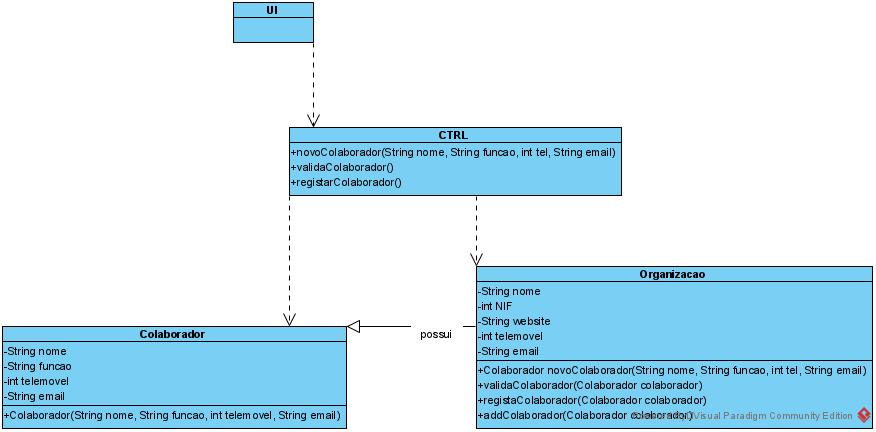 UI
CTRL
+novoColaborador(String nome, String funcao, int tel, String email)
+validaColaborador()
+registarColaborador()
Organizacao
-String nome
-int NIF
-String website
-int telemovel
-String email
+Colaborador novoColaborador(String nome, String funcao, int tel, String email)
+validaColaborador(Colaborador colaborador)
+registaColaborador(Colaborador colaborador)
+addColaborador(Colaborador colaborador)
Visual Paradigm Community Edition
possui
Colaborador
-String nome
-String funcao
-int telemovel
-String email
+Colaborador(String nome, String funcao, int telemovel, String email)